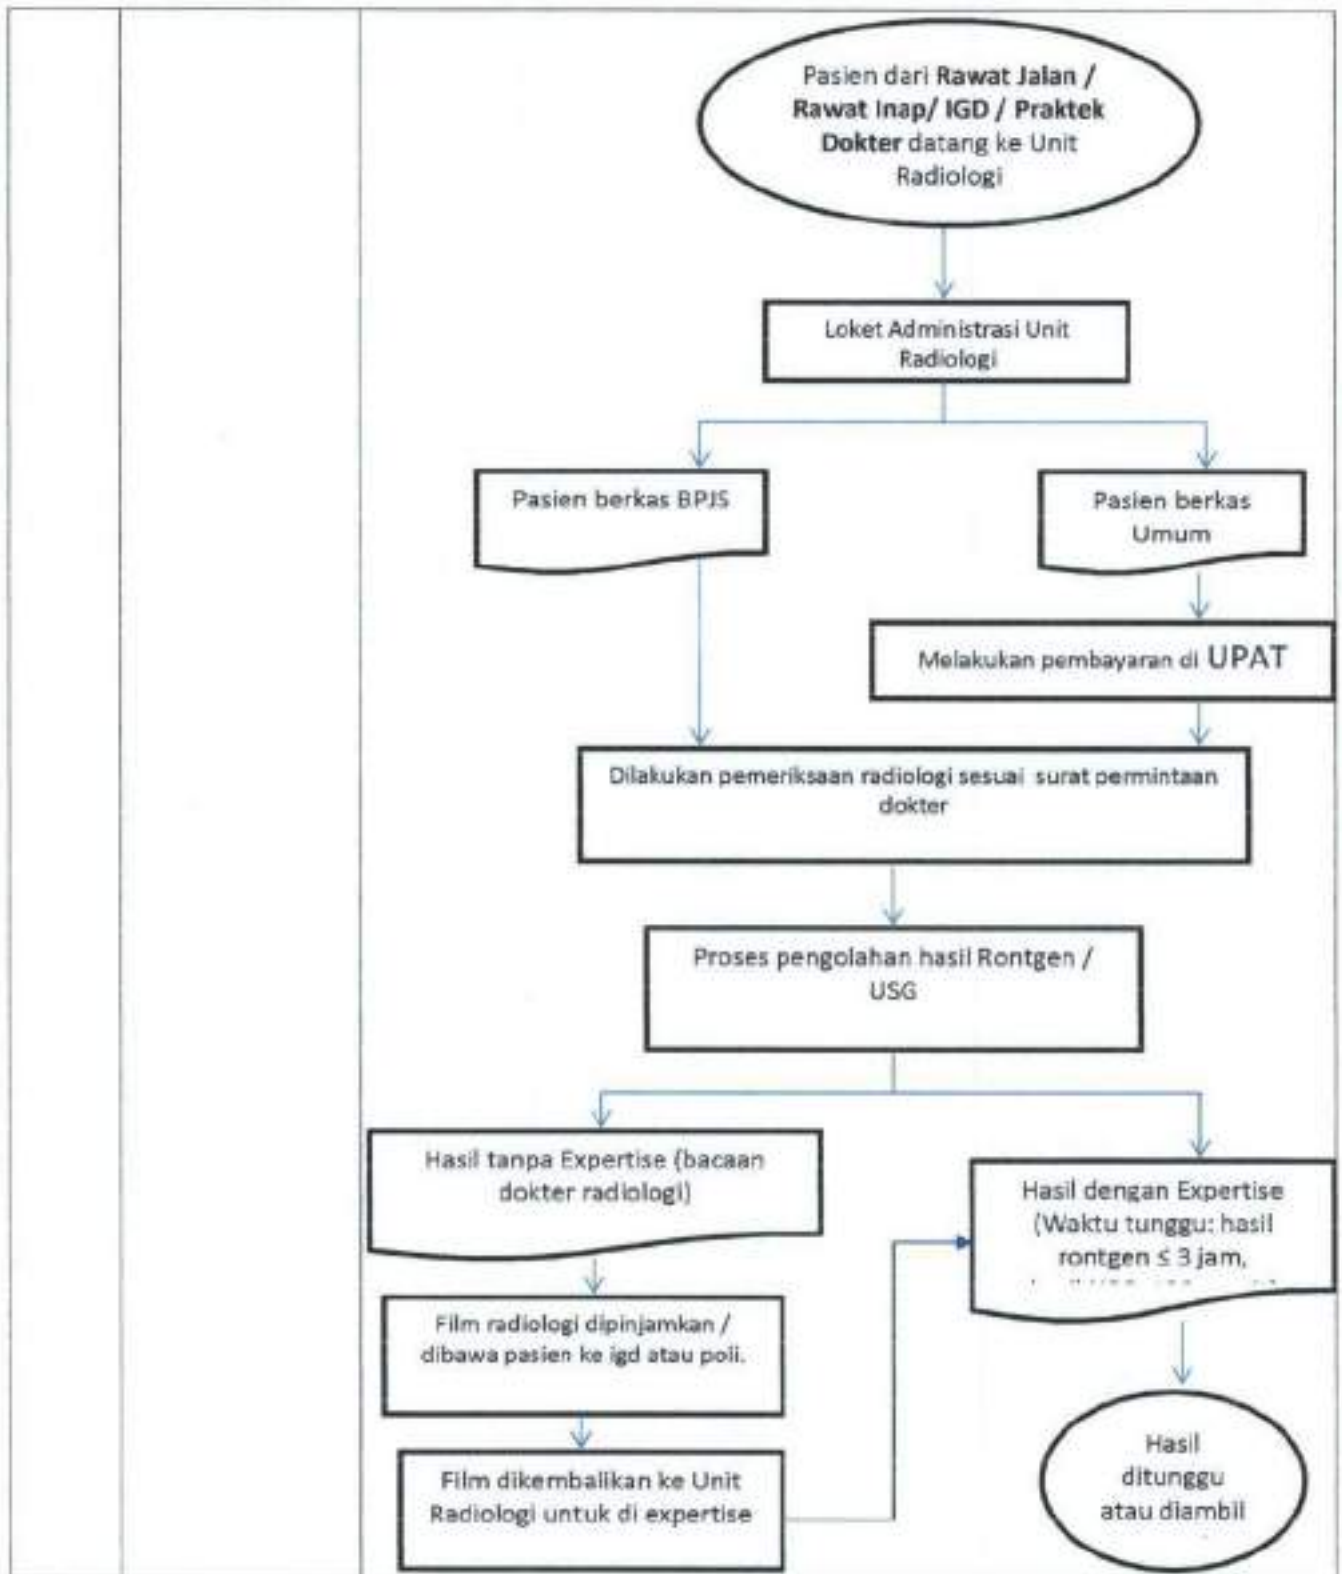 Pasien dari Rawat Jalan /
Rawat Inap/ IGD / Praktek
Dokter datang ke Unit
Radiologi
Loket Administrasi Unit
Radiologi
Pasien berkas BPJS
Pasien berkas
Umum
Melakukan pembayaran di UPAT
Dilakukan pemeriksaan radiologi sesuai surat permintaan
dokter
Proses pengolahan hasil Rontgen /
USG
Hasil tanpa Expertise (bacaan
dokter radiologi)
Hasil dengan Expertise
(Waktu tunggu: hasil
rontgen ≤ 3 jam,
Film radiologi dipinjamkan /
dibawa pasien ke igd atau poli.
Film dikembalikan ke Unit
Radiologi untuk di expertise
Hasil
ditunggu
atau diambil